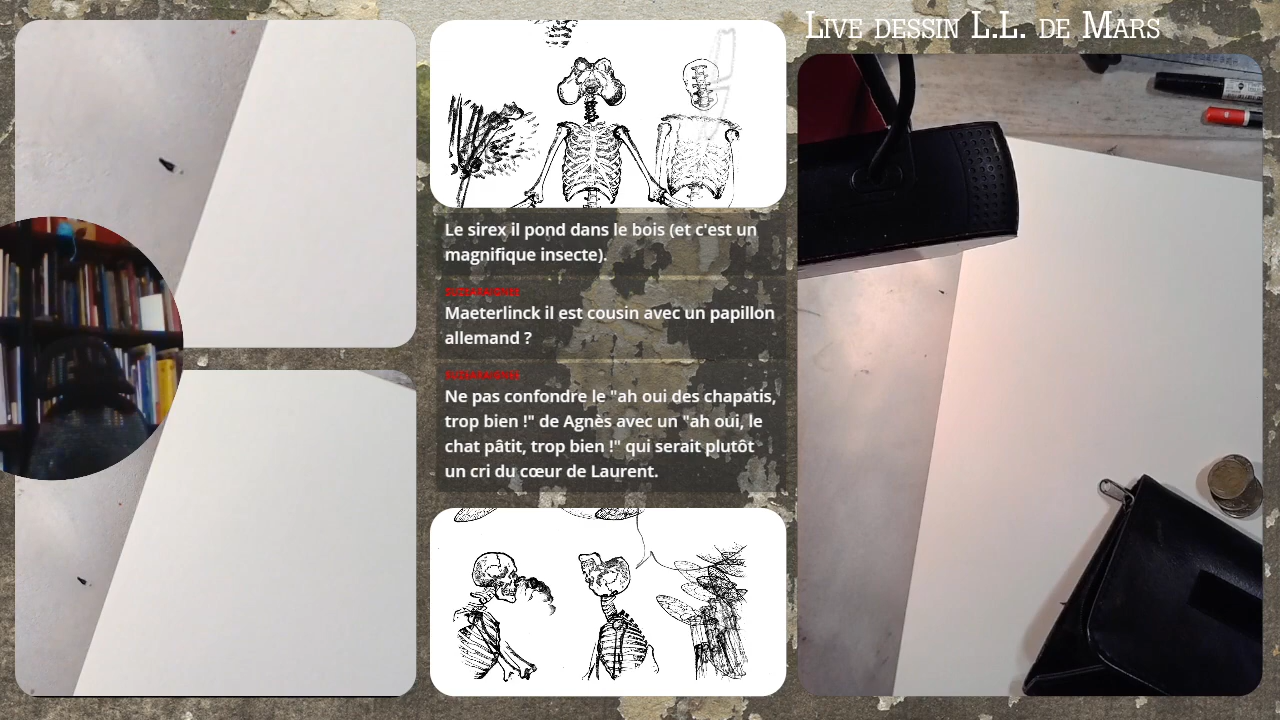 Live dessin L.L. de Mars
Le sirex il pond dans le bois (et c'est un
magnifique insecte).
Maeterlinck il est cousin avec un papillon
allemand ?
Ne pas confondre le "ah oui des chapatis,
trop bien !" de Agnès avec un "ah oui, le
chat pâtit, trop bien !" qui serait plutôt
un cri du cœur de Laurent.